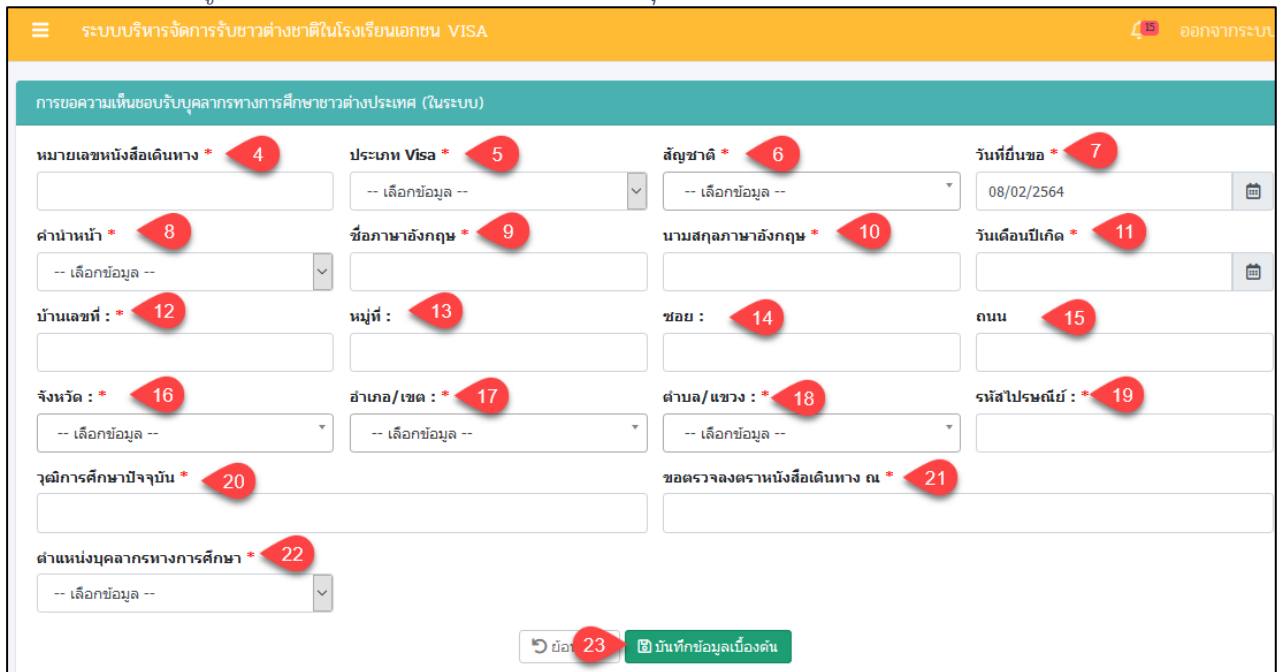 ระบบบริหารจัดการรับชาวต่างชาติในโรงเรียนเอกชน VISA 15 ออกจากระบบ
การขอความเห็นชอบรับบุคลากรทางการศึกษาชาวต่างประเทศ (ในระบบ)
หมายเลขหนังสือเดินทาง * 4 ประเภท Visa * 5 สัญชาติ * 6 วันที่ยื่นขอ * 7
-- เลือกข้อมูล -- -- เลือกข้อมูล -- 08/02/2564
คำนำหน้า * 8 ชื่อภาษาอังกฤษ * 9 นามสกุลภาษาอังกฤษ * 10 วันเดือนปีเกิด * 11
-- เลือกข้อมูล --
บ้านเลขที่ : * 12 หมู่ที่ : 13 ซอย : 14 ถนน 15
จังหวัด : * 16 อำเภอ/เขต : * 17 ตำบล/แขวง : * 18 รหัสไปรษณีย์ : * 19
-- เลือกข้อมูล -- -- เลือกข้อมูล -- -- เลือกข้อมูล --
วุฒิการศึกษาปัจจุบัน * 20 ขอตรวจลงตราหนังสือเดินทาง ณ * 21
ตำแหน่งบุคลากรทางการศึกษา * 22
-- เลือกข้อมูล --
23 บันทึกข้อมูลเบื้องต้น